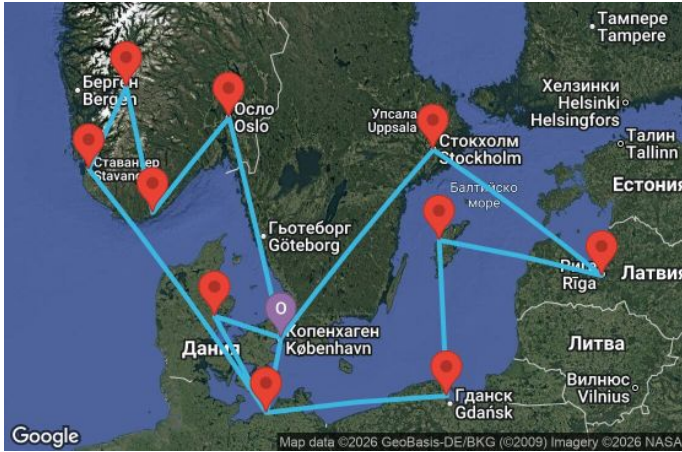 Тампере
Tampere
Берген
Bergen
Хелзинки
Helsinki
Helsingfors
Осло
Oslo
Упсала
Uppsala
Стокхолм
Stockholm
Талин
Tallinn
Ставангер
Stavang
Балтийско
море
Естония
Гьотеборг
Göteborg
Рига
Rīga
Латвия
О
Копенхаген
København
Дания
Литва
Вилнюс
Vilnius
Гданск
Gdańsk
Google
Map data ©2026 GeoBasis-DE/BKG (©2009) Imagery ©2026 NASA